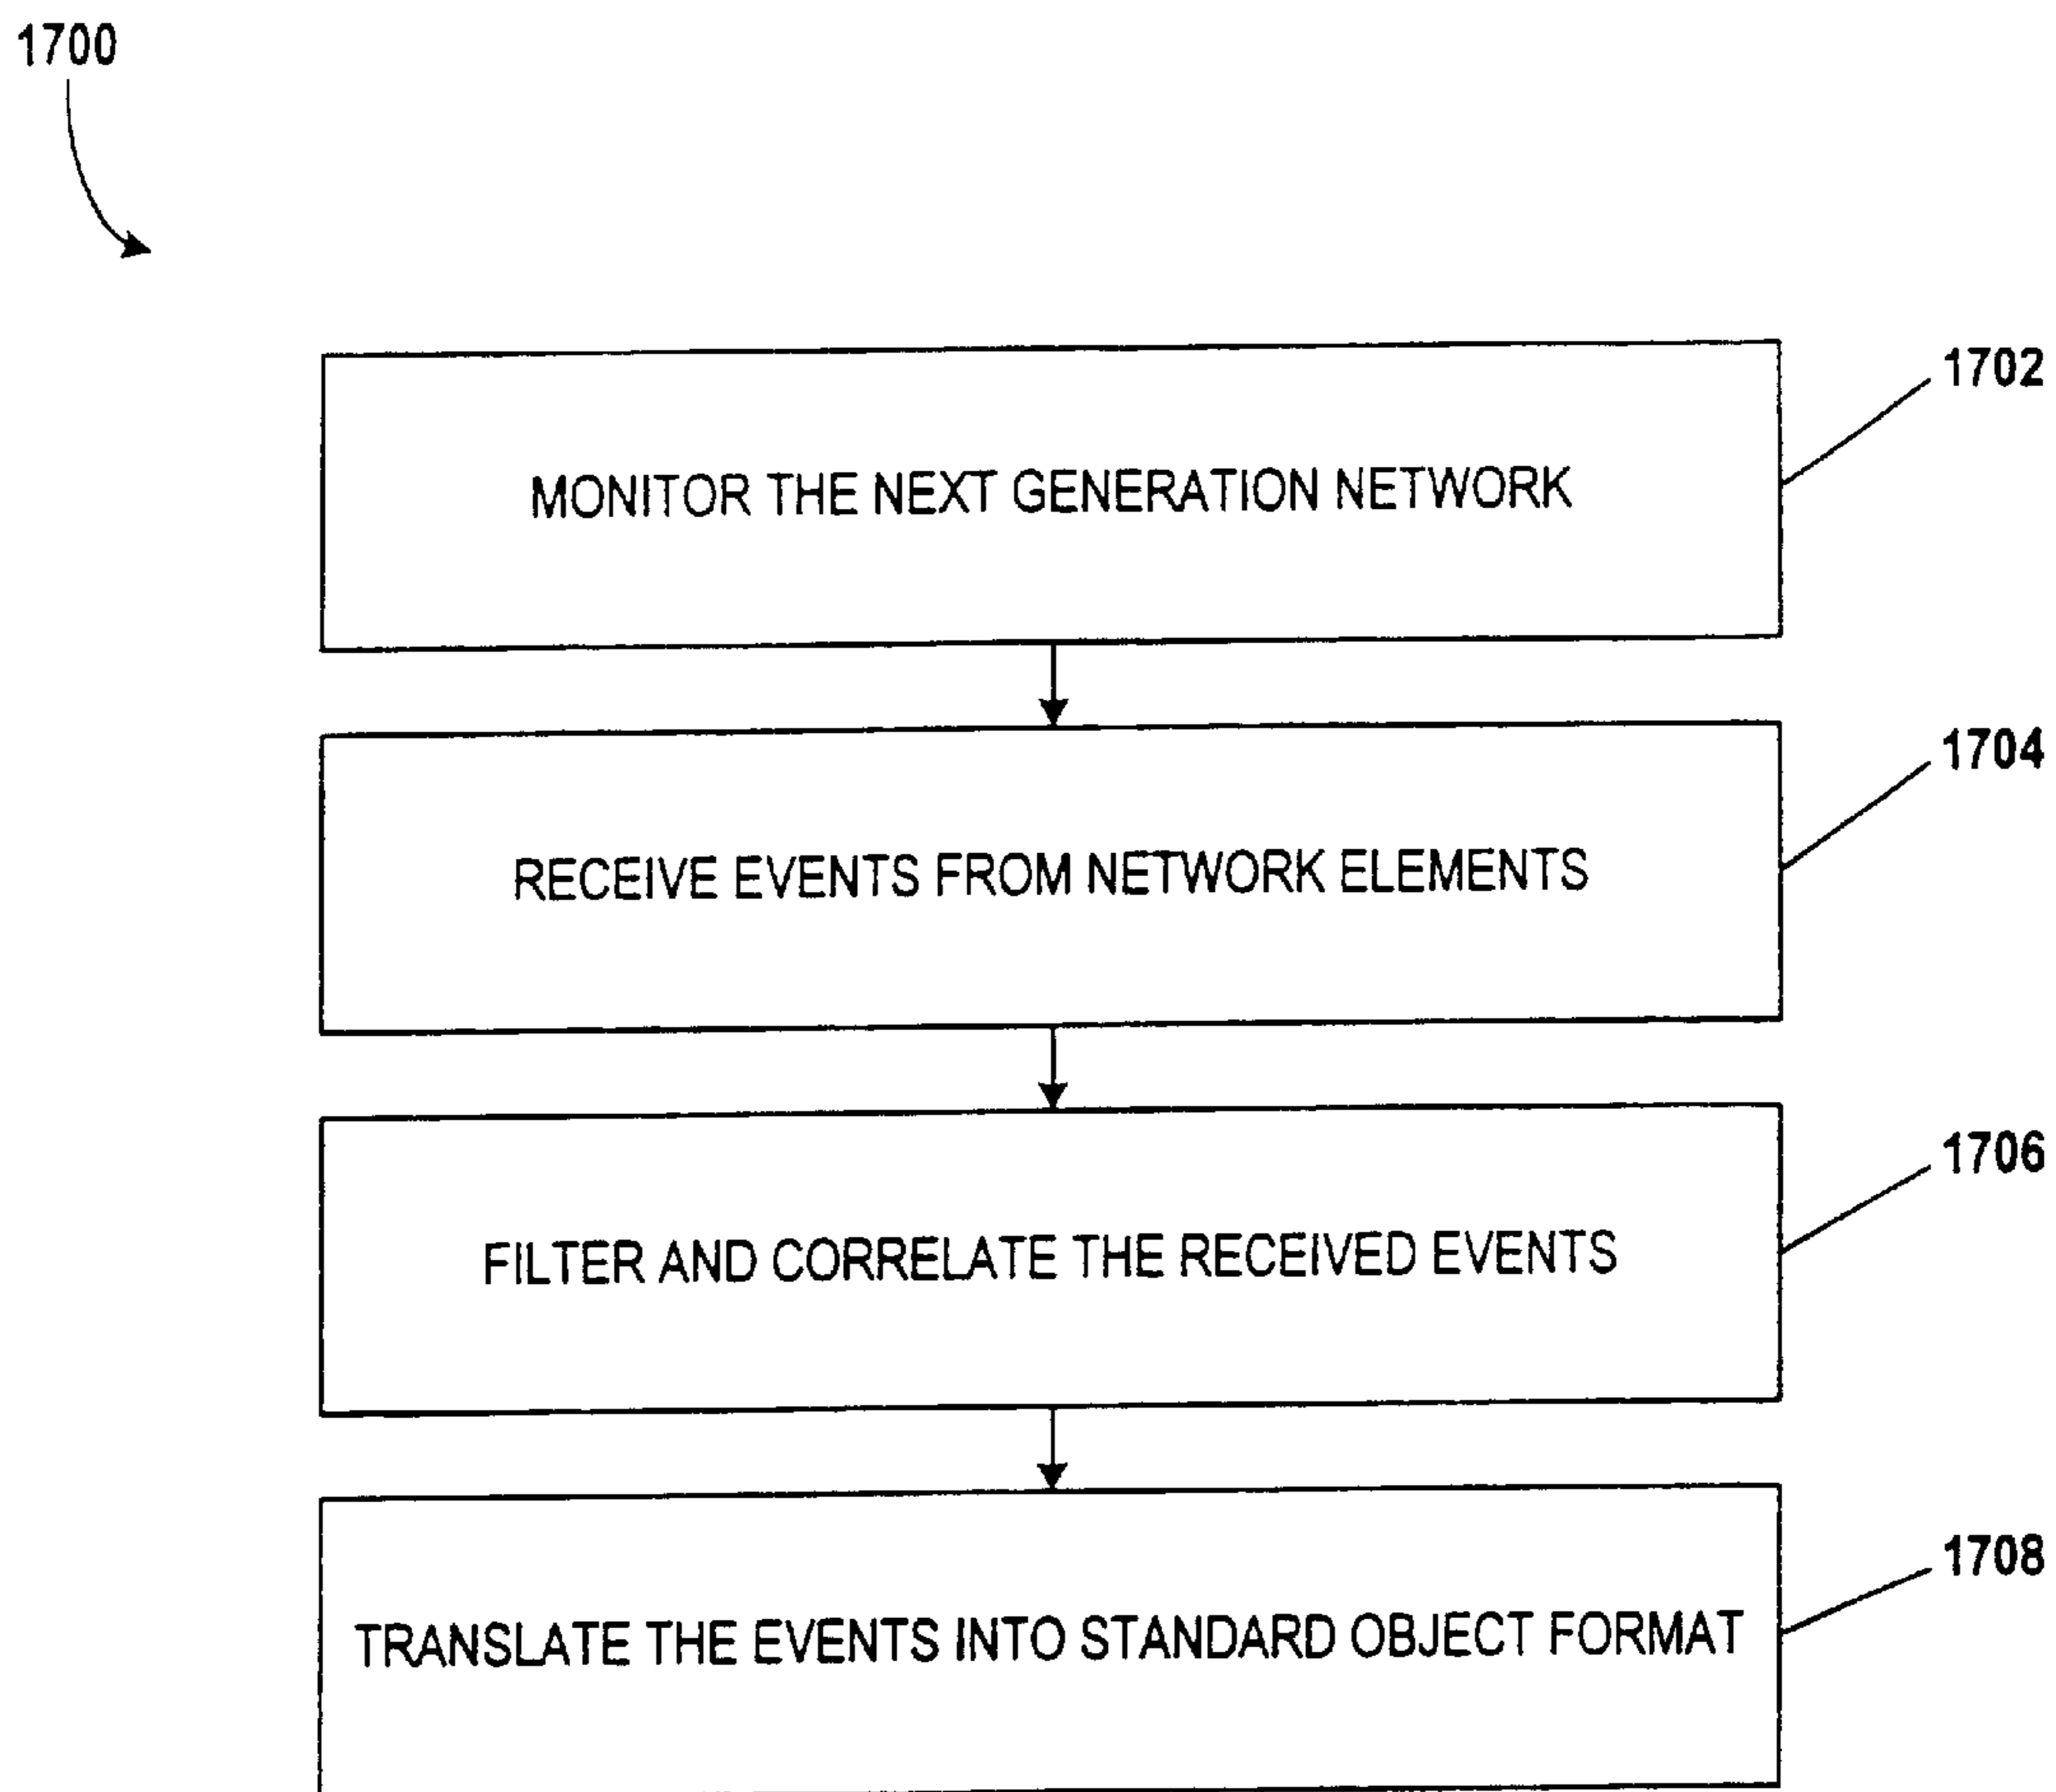 1700
1702
MONITOR THE NEXT GENERATION NETWORK
1704
RECEIVE EVENTS FROM NETWORK ELEMENTS
1706
FILTER AND CORRELATE THE RECEIVED EVENTS
1708
TRANSLATE THE EVENTS INTO STANDARD OBJECT FORMAT